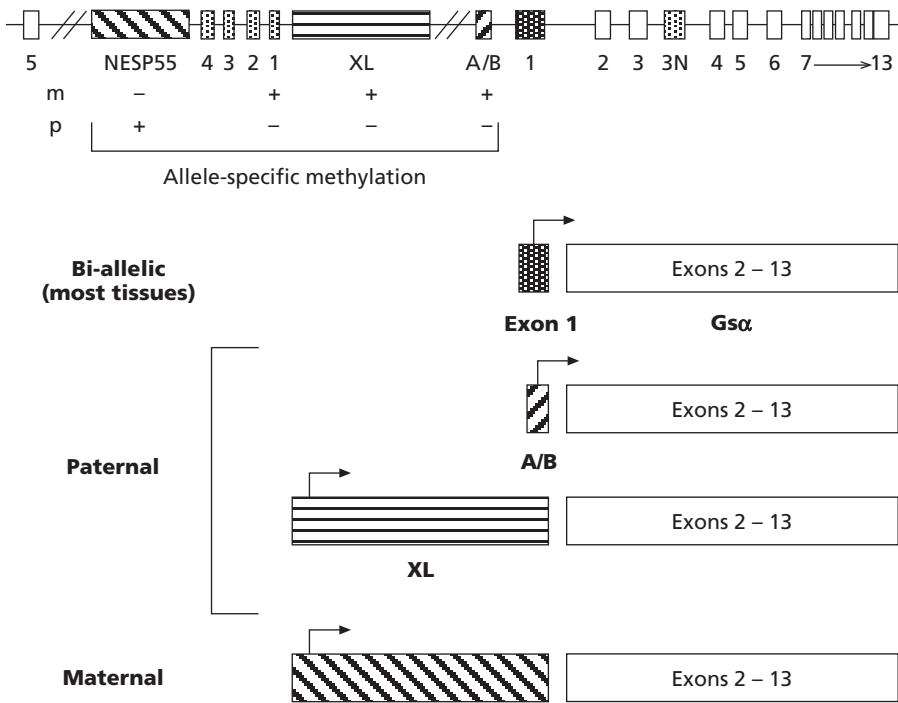 5 NESP55 4 3 2 1 XL A/B 1 2 3 3N 4 5 6 7 13
m – + + +
p + – – –
Allele-specific methylation
Bi-allelic
(most tissues)
Exons 2 – 13
Exon 1 Gsα
Exons 2 – 13
A/B
Paternal
Exons 2 – 13
XL
Maternal
Exons 2 – 13